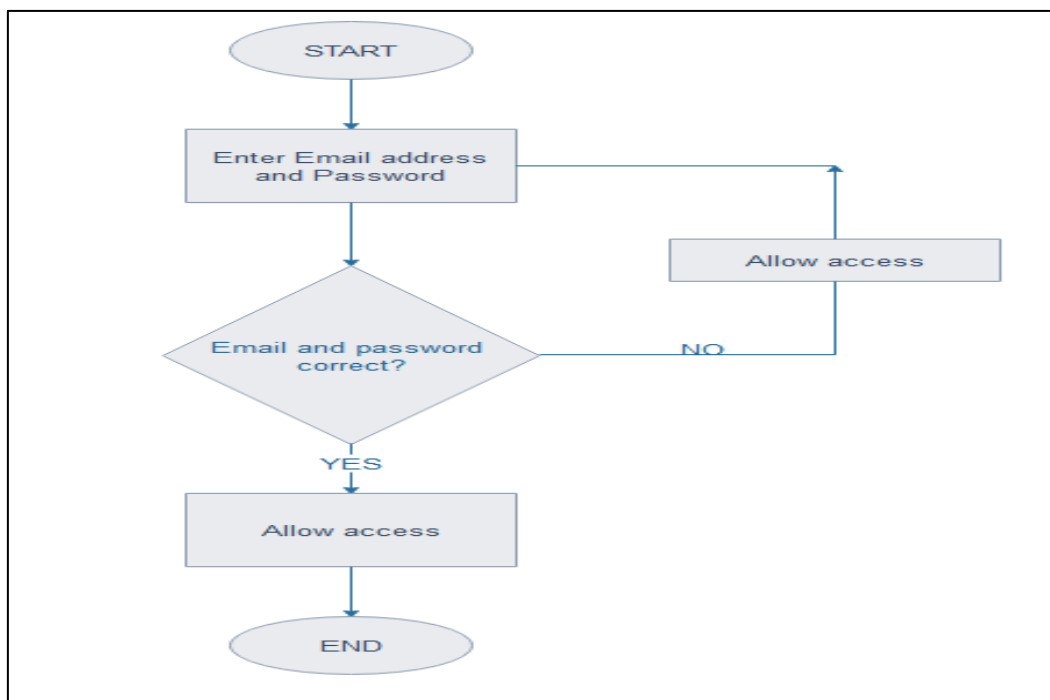 START
Enter Email address
and Password
Allow access
Email and password
correct?
NO
YES
Allow access
END